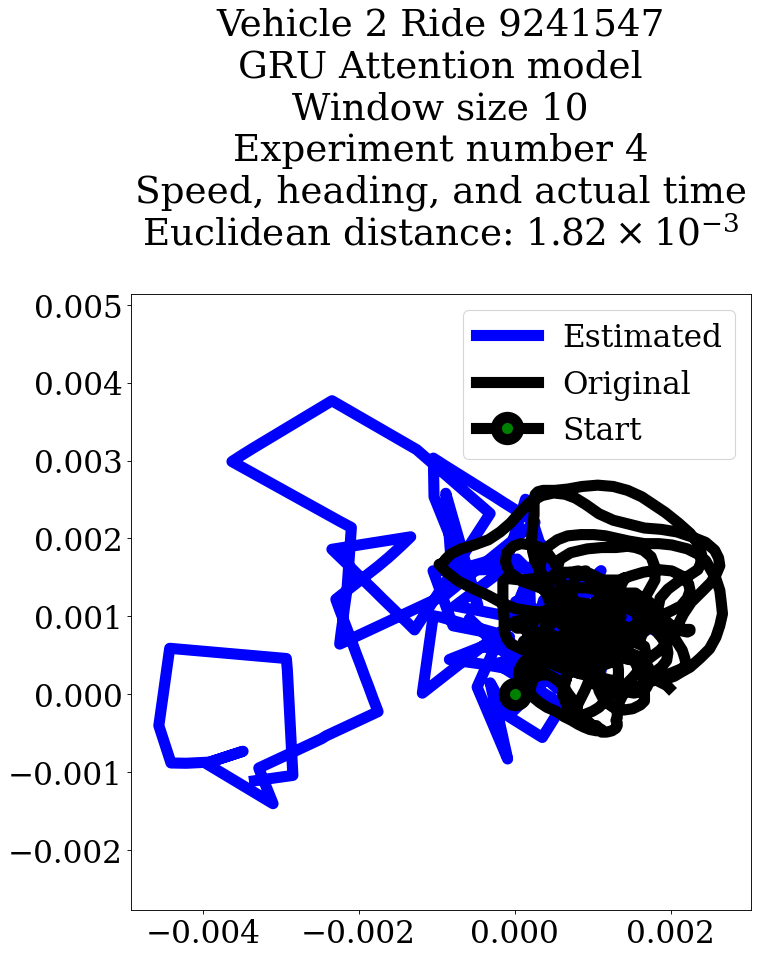 Vehicle 2 Ride 9241547
GRU Attention model
Window size 10
Experiment number 4
Speed, heading, and actual time
Euclidean distance: 1.82 × 10⁻³
Estimated
Original
Start
0.005
0.004
0.003
0.002
0.001
0.000
−0.001
−0.002
−0.004 −0.002 0.000 0.002